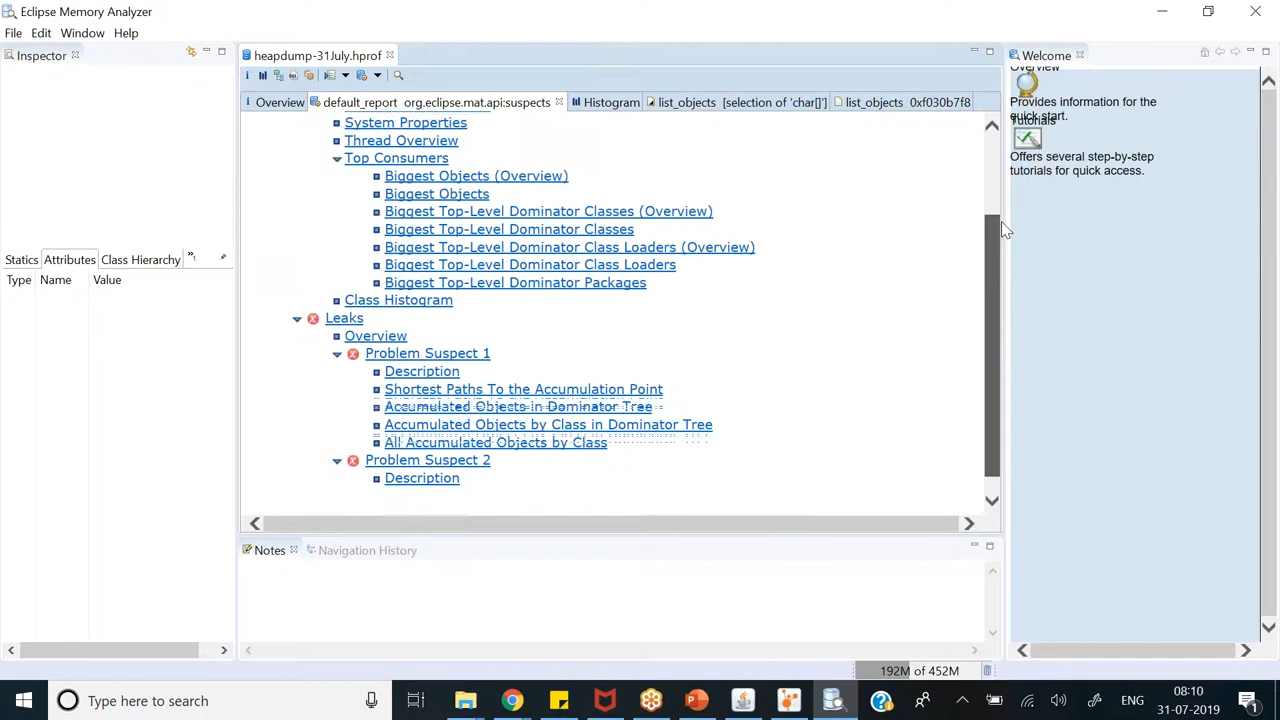 Eclipse Memory Analyzer
File Edit Window Help
Inspector
heapdump-31July.hprof
Welcome
Overview
Provides information for the
quick start.
Tutorials
Offers several step-by-step
tutorials for quick access.
Overview default_report org.eclipse.mat.api:suspects Histogram list_objects [selection of 'char[]'] list_objects 0xf030b7f8
System Properties
Thread Overview
Top Consumers
Biggest Objects (Overview)
Biggest Objects
Biggest Top-Level Dominator Classes (Overview)
Biggest Top-Level Dominator Classes
Biggest Top-Level Dominator Class Loaders (Overview)
Biggest Top-Level Dominator Class Loaders
Biggest Top-Level Dominator Packages
Class Histogram
Leaks
Overview
Problem Suspect 1
Description
Shortest Paths To the Accumulation Point
Accumulated Objects in Dominator Tree
Accumulated Objects by Class in Dominator Tree
All Accumulated Objects by Class
Problem Suspect 2
Description
Statics Attributes Class Hierarchy »1
Type Name Value
Notes Navigation History
192M of 452M
Type here to search
ENG
08:10
31-07-2019
1